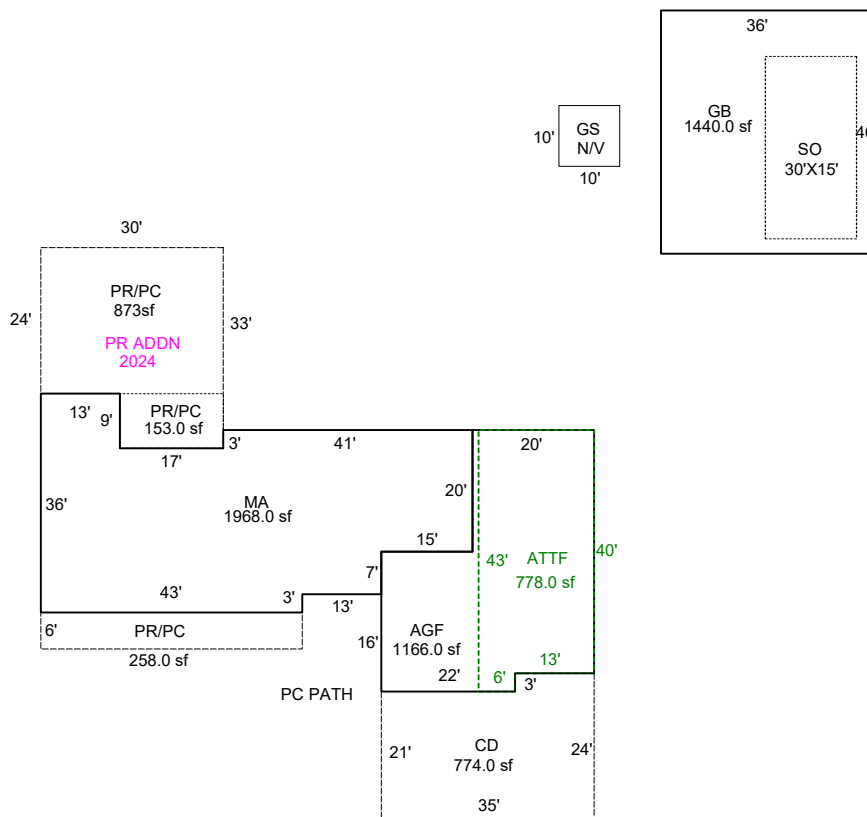 36'
GB
1440.0 sf
SO
30'X15'
10'
GS
N/V
10'
30'
24'
PR/PC
873sf
33'
PR ADDN
2024
13'
9'
PR/PC
153.0 sf
17'
3'
41'
20'
36'
MA
1968.0 sf
20'
15'
43'
ATTF
778.0 sf
40'
7'
43'
3'
13'
6'
PR/PC
258.0 sf
16'
AGF
1166.0 sf
22'
6'
13'
3'
PC PATH
21'
CD
774.0 sf
24'
35'